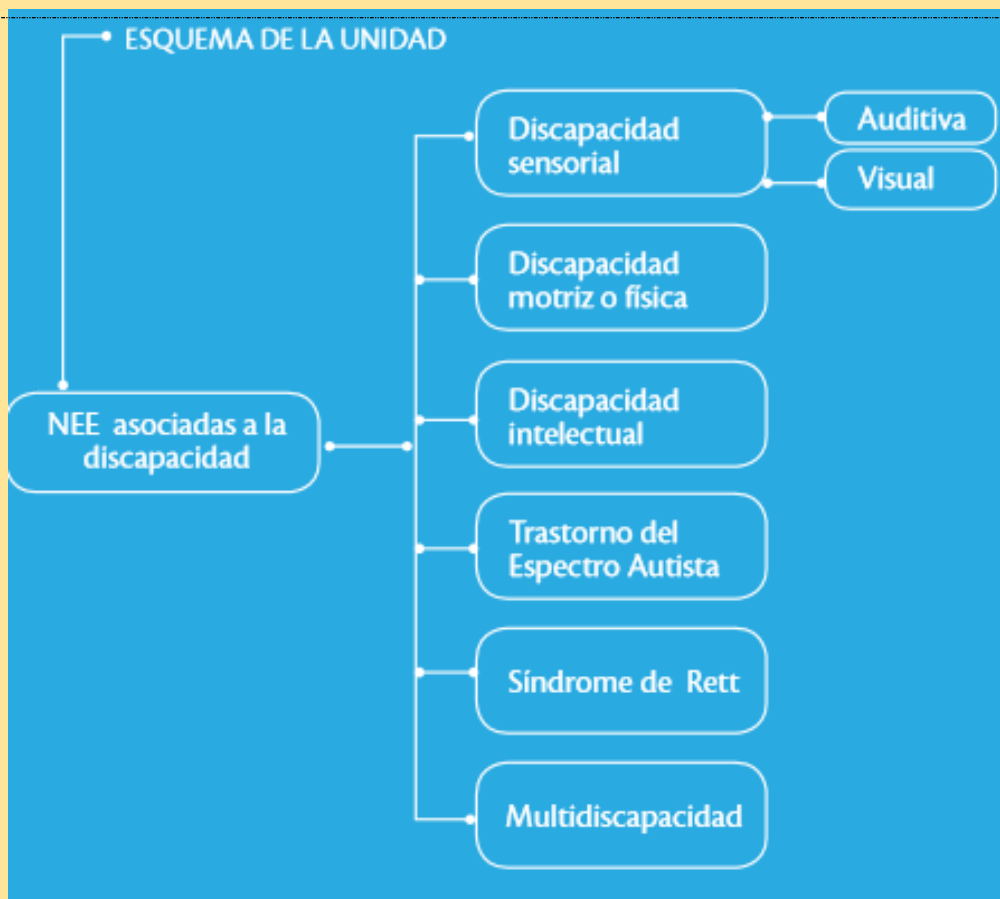 ESQUEMA DE LA UNIDAD
NEE asociadas a la
discapacidad
Discapacidad
sensorial
Auditiva
Visual
Discapacidad
motriz o física
Discapacidad
intelectual
Trastorno del
Espectro Autista
Síndrome de Rett
Multidiscapacidad